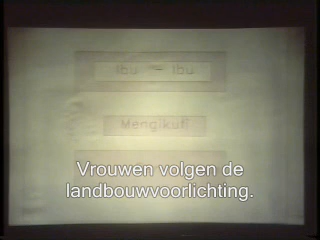 Ibu - Ibu
Mengikuti
Vrouwen volgen de
landbouwvoorlichting.